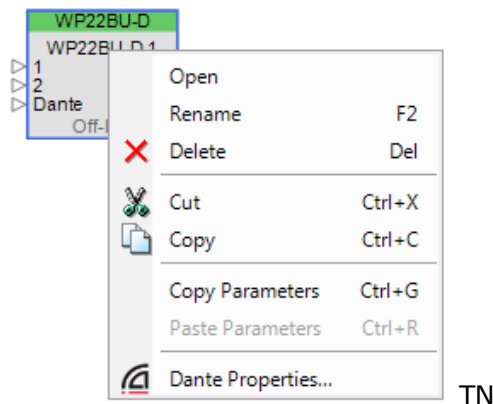 WP22BU-D
WP22BU-D 1
1
2
Dante
Off-
Open
Rename F2
Delete Del
Cut Ctrl+X
Copy Ctrl+C
Copy Parameters Ctrl+G
Paste Parameters Ctrl+R
Dante Properties...
TN